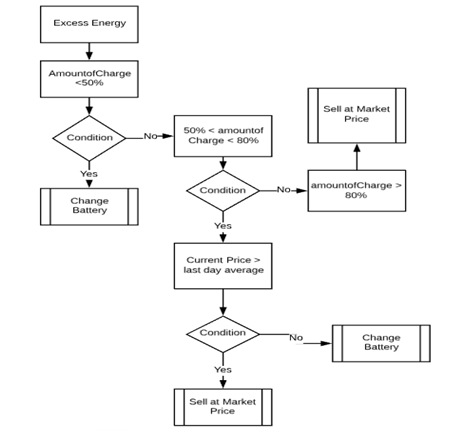 Excess Energy
AmountofCharge
<50%
Condition
No
Yes
Change
Battery
50% < amountof
Charge < 80%
Condition
No
amountofCharge >
80%
Sell at Market
Price
Yes
Current Price >
last day average
Condition
No
Change
Battery
Yes
Sell at Market
Price